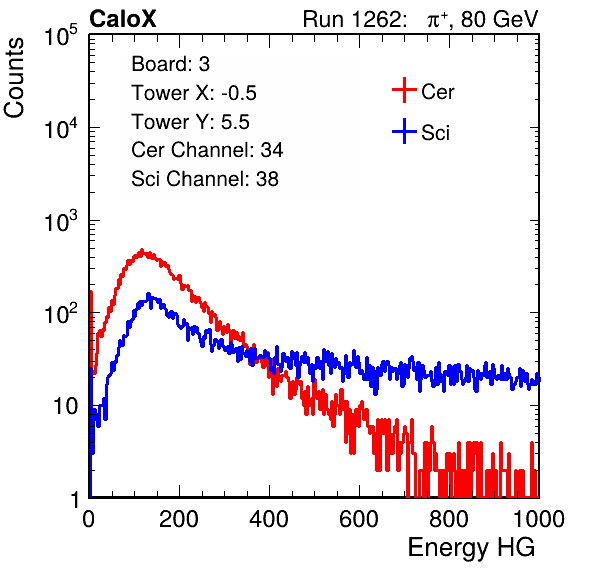 CaloX Run 1262: π⁺, 80 GeV
Counts
Board: 3
Tower X: -0.5
Tower Y: 5.5
Cer Channel: 34
Sci Channel: 38
Cer
Sci
10⁵
10⁴
10³
10²
10
1
0 200 400 600 800 1000
Energy HG